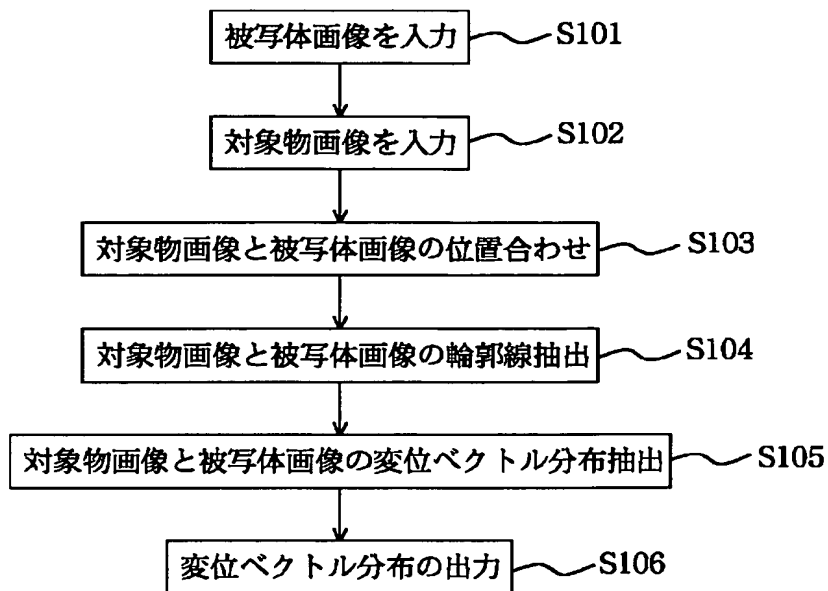 被写体画像を入力 S101
対象物画像を入力 S102
対象物画像と被写体画像の位置合わせ S103
対象物画像と被写体画像の輪郭線抽出 S104
対象物画像と被写体画像の変位ベクトル分布抽出 S105
変位ベクトル分布の出力 S106